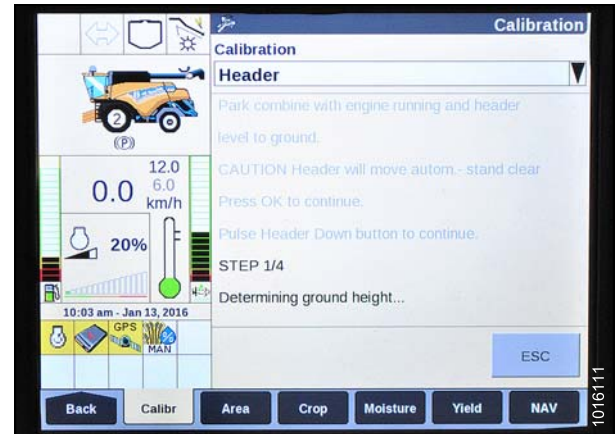 Calibration
Calibration
Header
Park combine with engine running and header
level to ground.
CAUTION Header will move autom.- stand clear
Press OK to continue.
Pulse Header Down button to continue.
STEP 1/4
Determining ground height...
ESC
2
(P)
12.0
0.0 6.0
km/h
20%
10:03 am - Jan 13, 2016
GPS
MAN
Back Calibr Area Crop Moisture Yield NAV
1016111